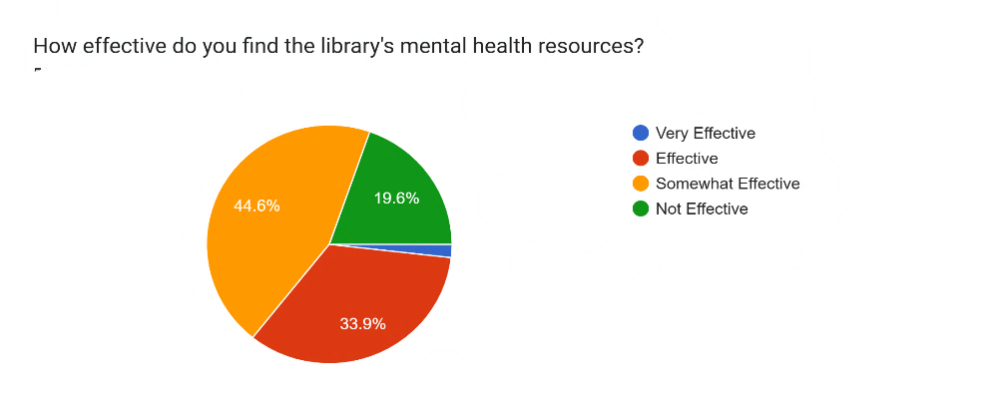 How effective do you find the library's mental health resources?
Very Effective
Effective
Somewhat Effective
Not Effective
44.6%
19.6%
33.9%